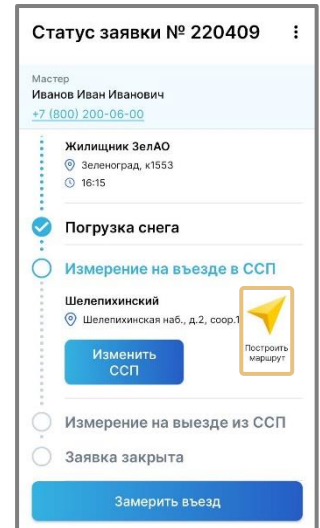 Статус заявки № 220409
Мастер
Иванов Иван Иванович
+7 (800) 200-06-00
Жилищник ЗелАО
Зеленоград, к1553
16:15
Погрузка снега
Измерение на въезде в ССП
Шелепихинский
Шелепихинская наб., д.2, соор.1
Построить
маршрут
Изменить
ССП
Измерение на выезде из ССП
Заявка закрыта
Замерить въезд